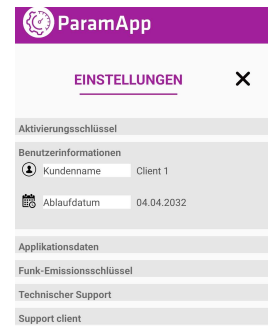 ParamApp
EINSTELLUNGEN
Aktivierungsschlüssel
Benutzerinformationen
Kundenname Client 1
Ablaufdatum 04.04.2032
Applikationsdaten
Funk-Emissionsschlüssel
Technischer Support
Support client